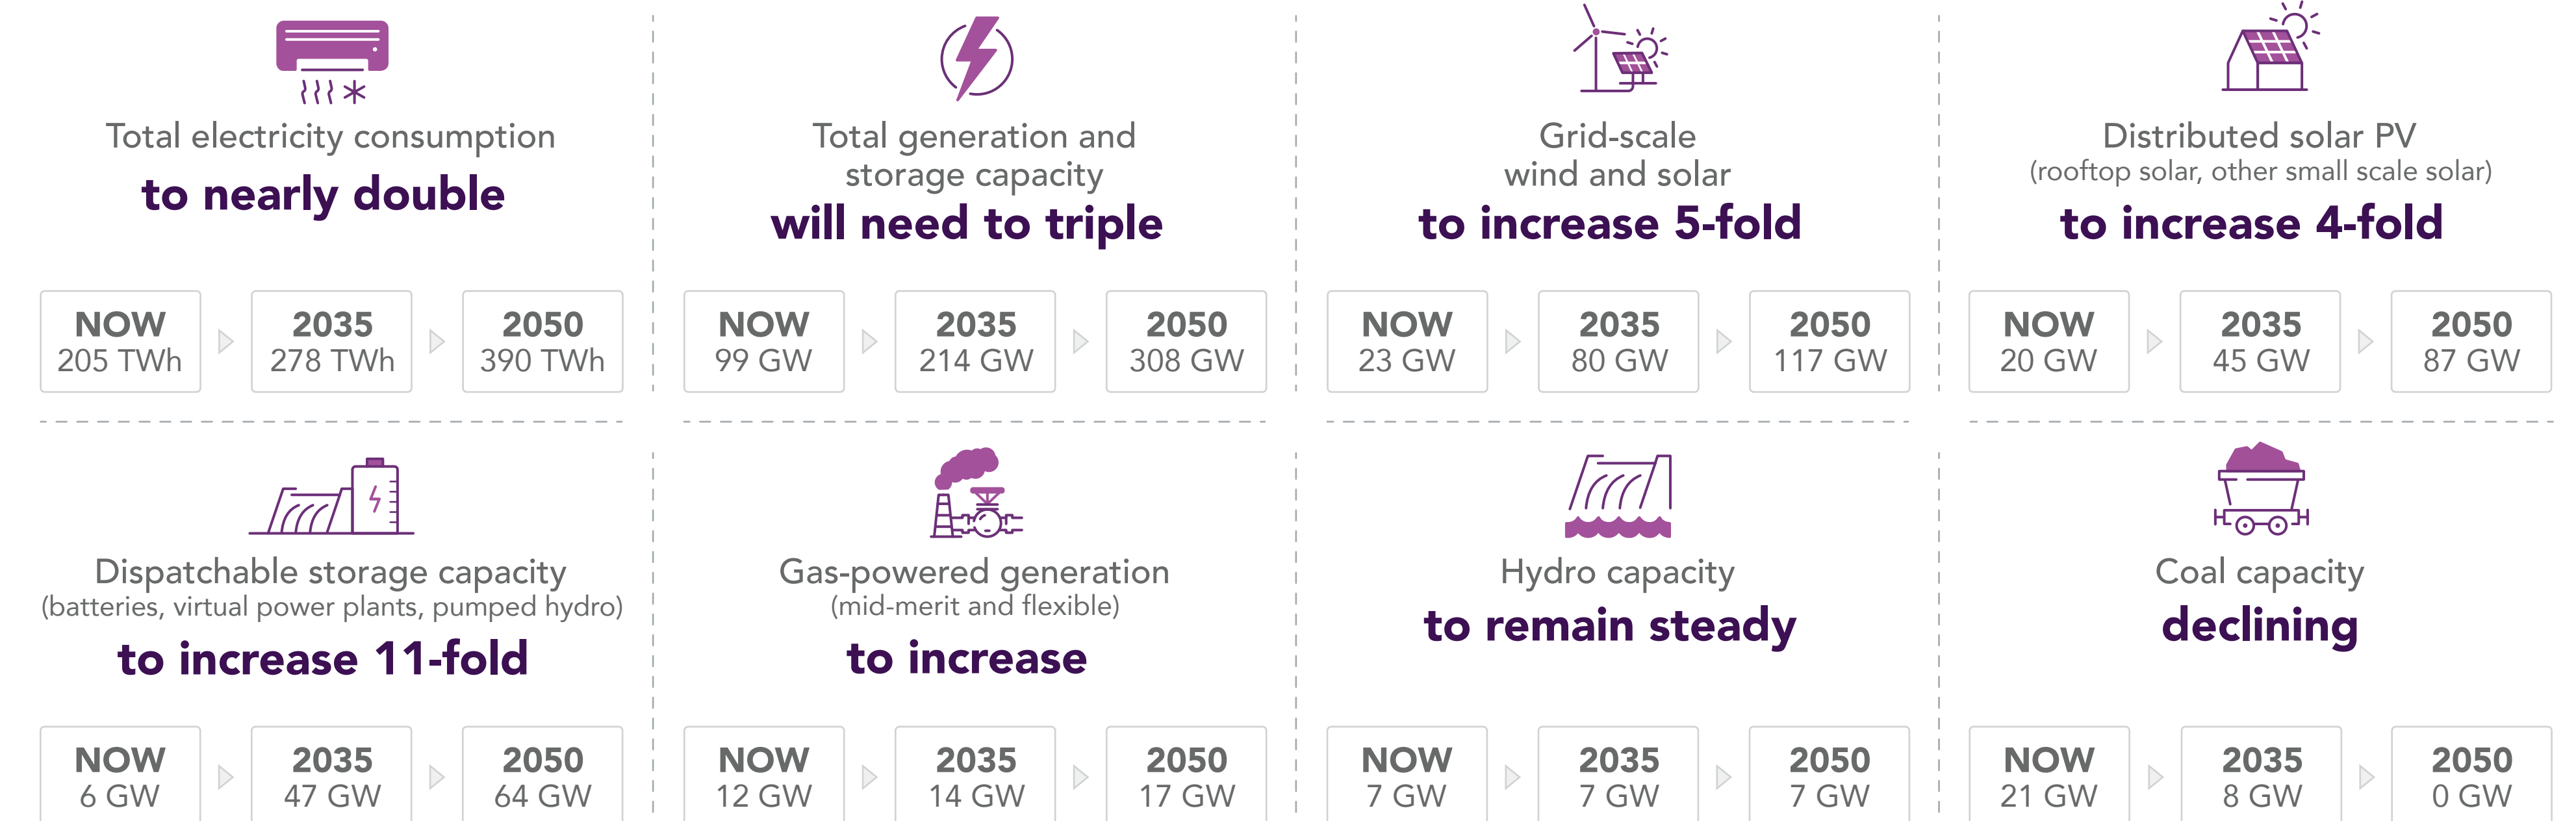 Total electricity consumption
to nearly double
NOW
205 TWh
2035
278 TWh
2050
390 TWh
Total generation and
storage capacity
will need to triple
NOW
99 GW
2035
214 GW
2050
308 GW
Grid-scale
wind and solar
to increase 5-fold
NOW
23 GW
2035
80 GW
2050
117 GW
Distributed solar PV
(rooftop solar, other small scale solar)
to increase 4-fold
NOW
20 GW
2035
45 GW
2050
87 GW
Dispatchable storage capacity
(batteries, virtual power plants, pumped hydro)
to increase 11-fold
NOW
6 GW
2035
47 GW
2050
64 GW
Gas-powered generation
(mid-merit and flexible)
to increase
NOW
12 GW
2035
14 GW
2050
17 GW
Hydro capacity
to remain steady
NOW
7 GW
2035
7 GW
2050
7 GW
Coal capacity
declining
NOW
21 GW
2035
8 GW
2050
0 GW